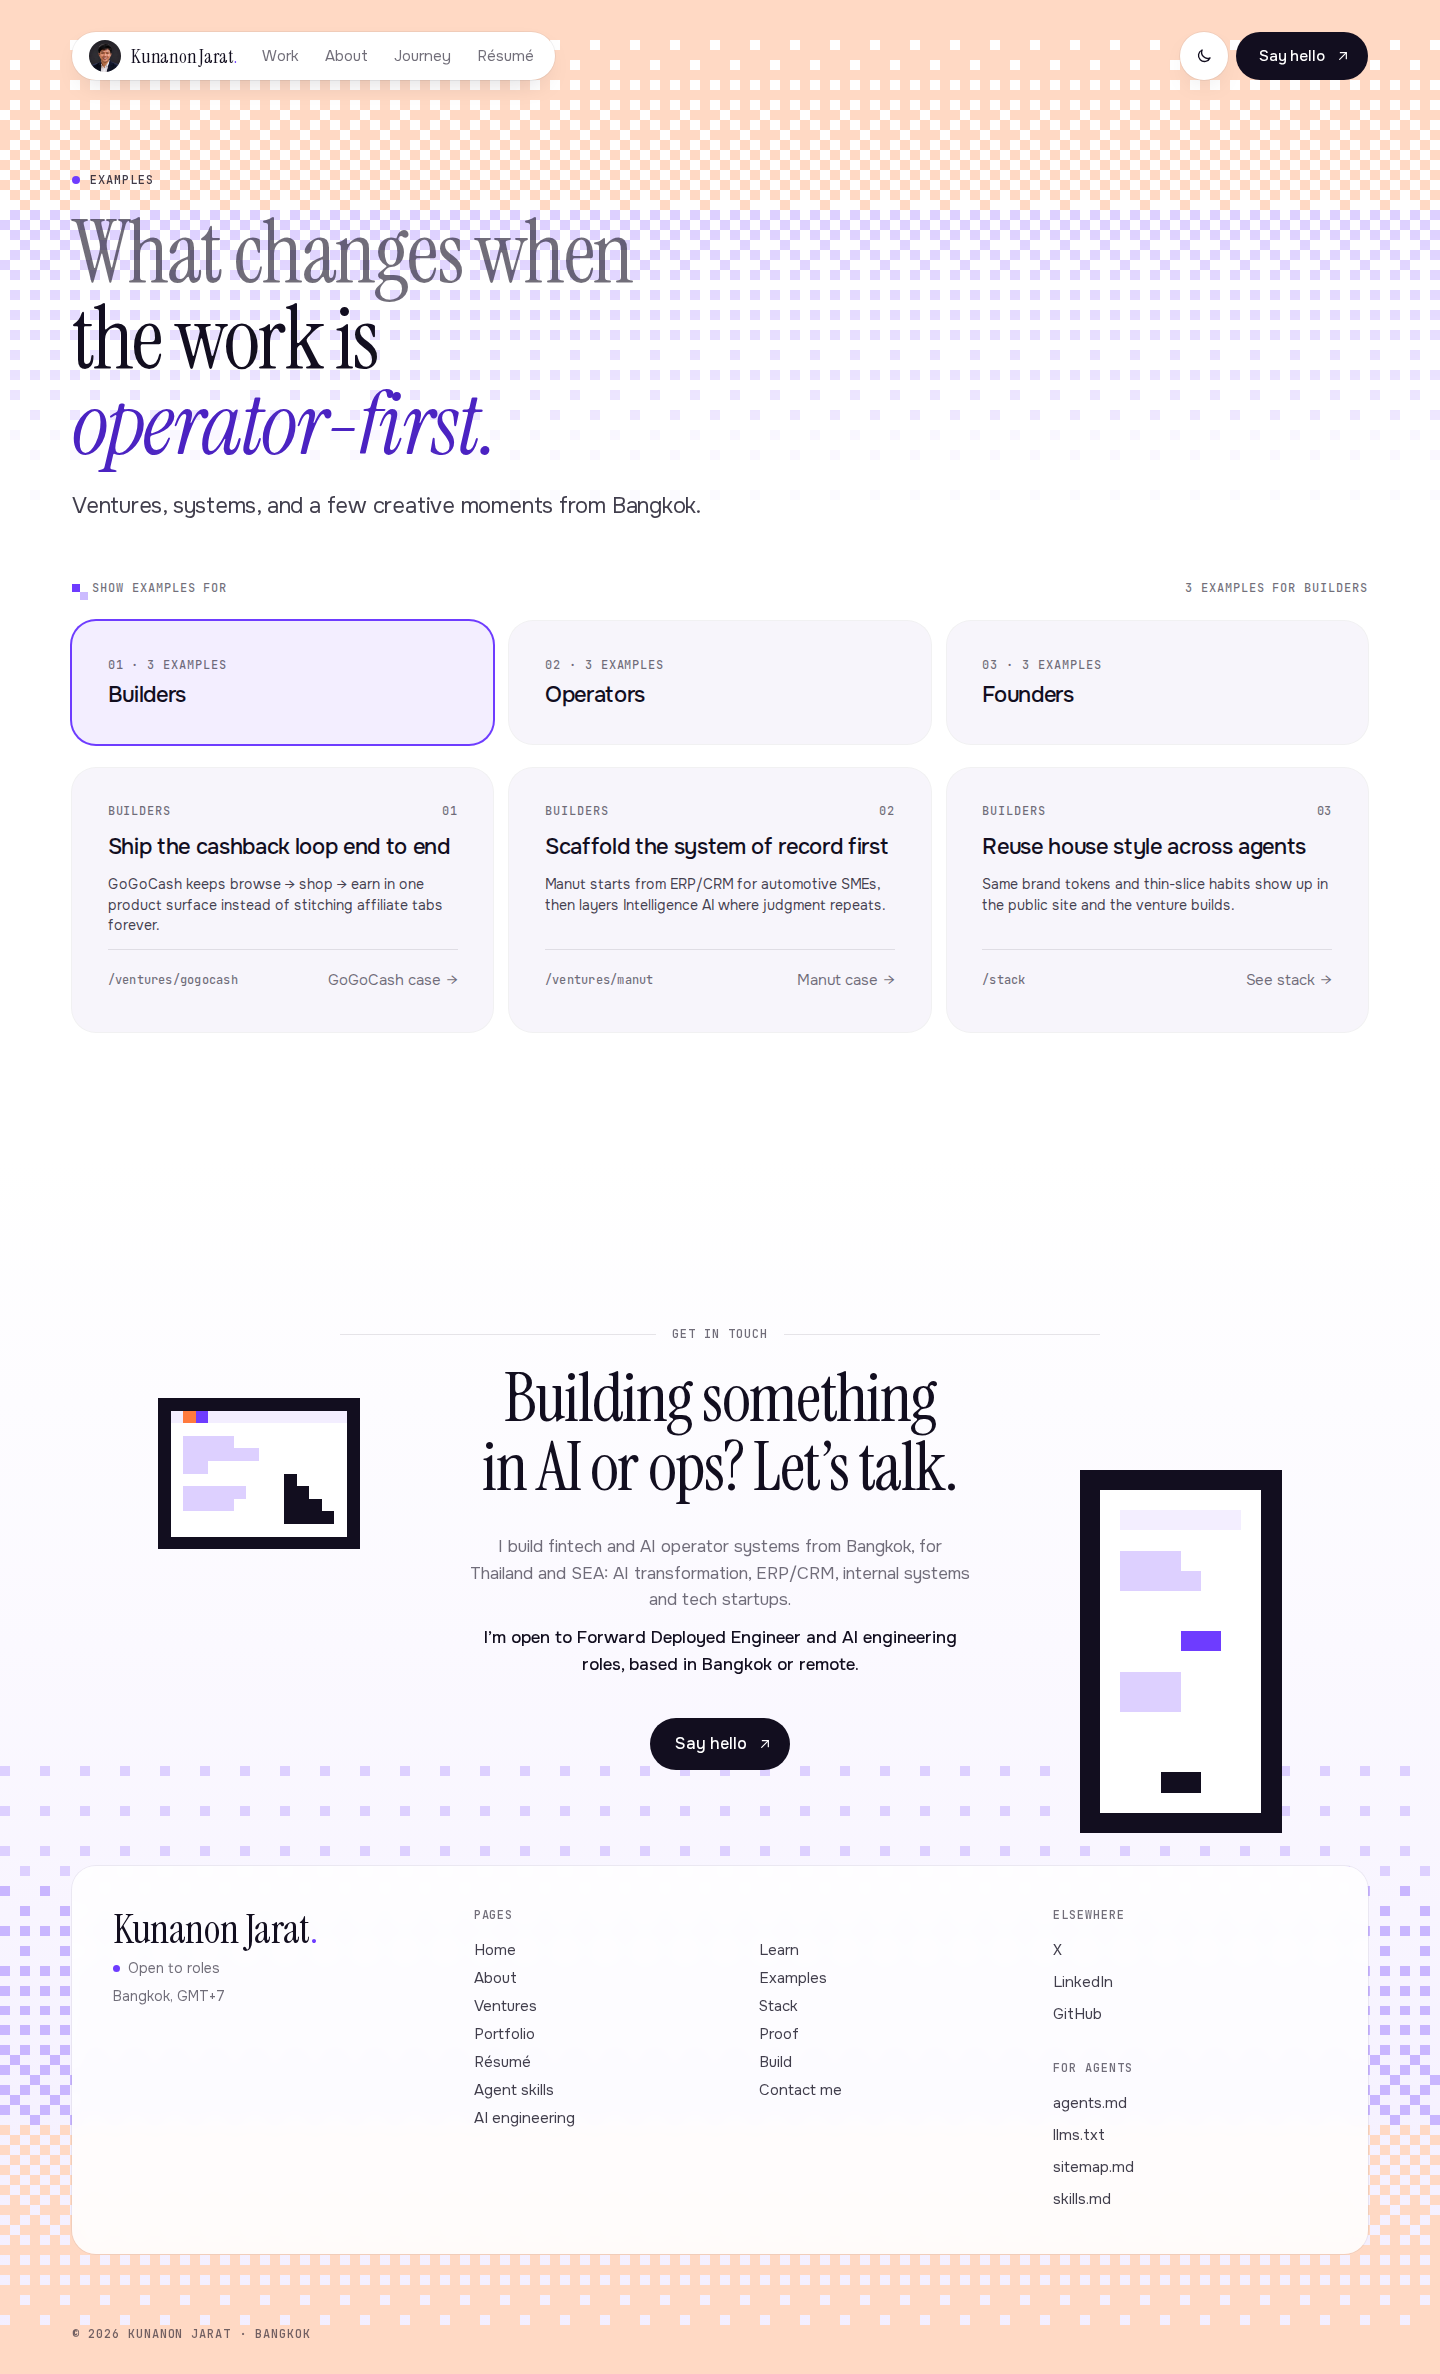 Kunanon Jarat.
Work
About
Journey
Résumé
Say hello
EXAMPLES
What changes when
the work is
operator-first.
Ventures, systems, and a few creative moments from Bangkok.
SHOW EXAMPLES FOR
3 EXAMPLES FOR BUILDERS
01 · 3 EXAMPLES
Builders
02 · 3 EXAMPLES
Operators
03 · 3 EXAMPLES
Founders
BUILDERS 01
Ship the cashback loop end to end
GoGoCash keeps browse → shop → earn in one
product surface instead of stitching affiliate tabs
forever.
/ventures/gogocash
GoGoCash case →
BUILDERS 02
Scaffold the system of record first
Manut starts from ERP/CRM for automotive SMEs,
then layers Intelligence AI where judgment repeats.
/ventures/manut
Manut case →
BUILDERS 03
Reuse house style across agents
Same brand tokens and thin-slice habits show up in
the public site and the venture builds.
/stack
See stack →
GET IN TOUCH
Building something
in AI or ops? Let’s talk.
I build fintech and AI operator systems from Bangkok, for
Thailand and SEA: AI transformation, ERP/CRM, internal systems
and tech startups.
I’m open to Forward Deployed Engineer and AI engineering
roles, based in Bangkok or remote.
Say hello
Kunanon Jarat.
Open to roles
Bangkok, GMT+7
PAGES
Home
About
Ventures
Portfolio
Résumé
Agent skills
AI engineering
Learn
Examples
Stack
Proof
Build
Contact me
ELSEWHERE
X
LinkedIn
GitHub
FOR AGENTS
agents.md
llms.txt
sitemap.md
skills.md
© 2026 KUNANON JARAT · BANGKOK